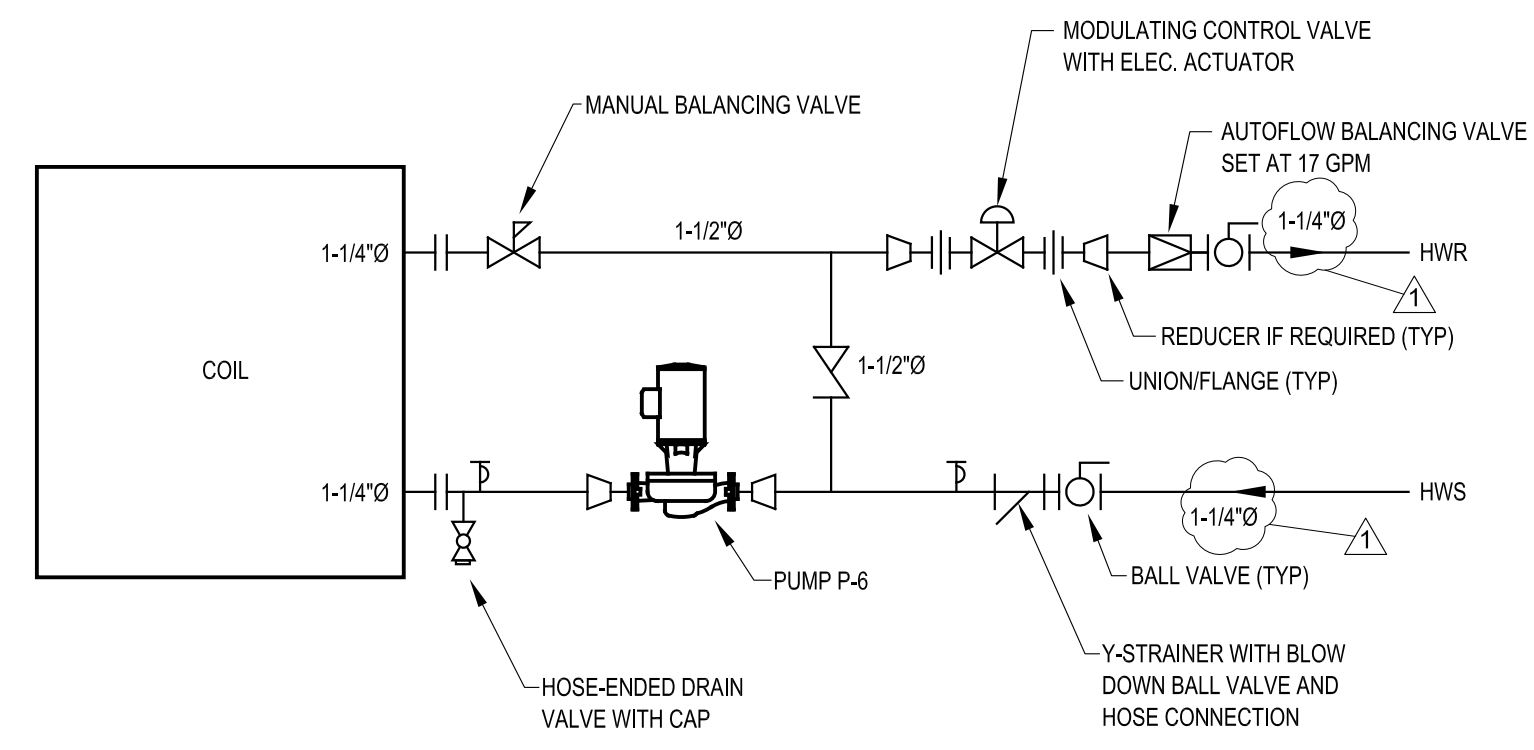 MODULATING CONTROL VALVE
WITH ELEC. ACTUATOR
MANUAL BALANCING VALVE
AUTOFLOW BALANCING VALVE
SET AT 17 GPM
1-1/4"Ø
1-1/2"Ø
1-1/4"Ø
HWR
1
REDUCER IF REQUIRED (TYP)
UNION/FLANGE (TYP)
1-1/2"Ø
COIL
1-1/4"Ø
HWS
1-1/4"Ø
1
BALL VALVE (TYP)
PUMP P-6
Y-STRAINER WITH BLOW
DOWN BALL VALVE AND
HOSE CONNECTION
HOSE-ENDED DRAIN
VALVE WITH CAP